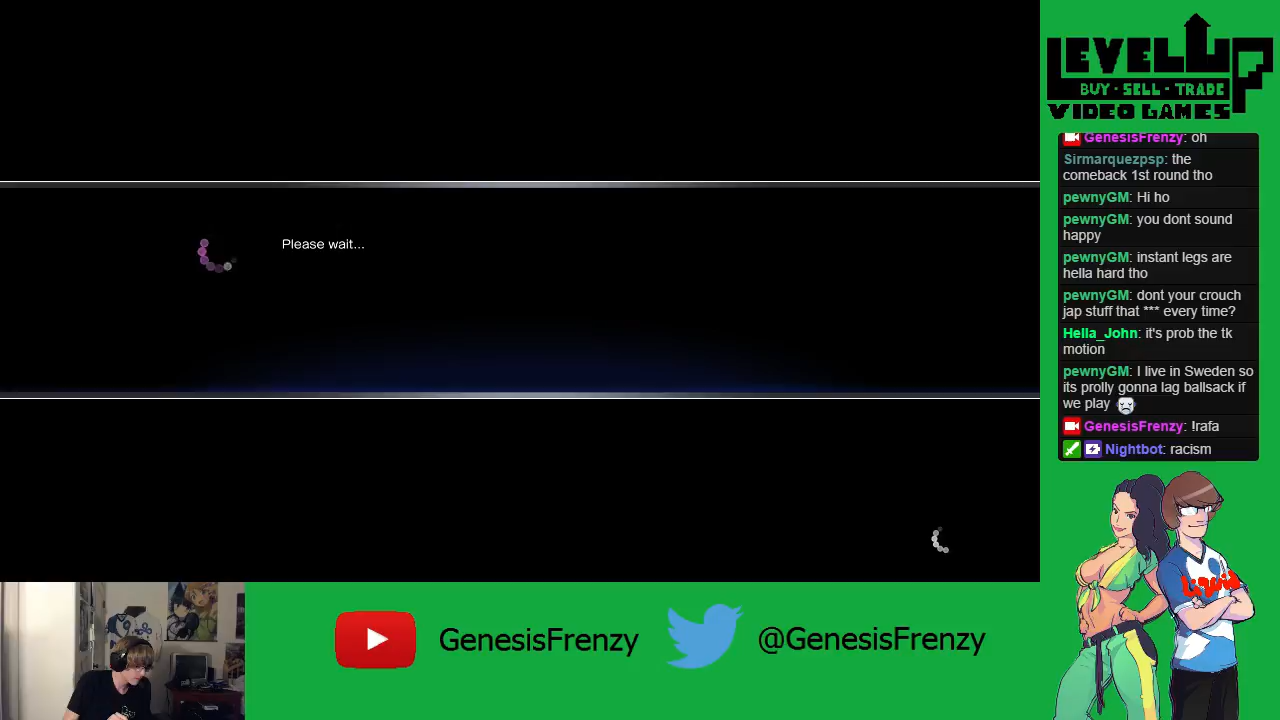 LEVEL UP
BUY · SELL · TRADE
VIDEO GAMES
GenesisFrenzy: oh
Sirmarquezpsp: the
comeback 1st round tho
pewnyGM: Hi ho
pewnyGM: you dont sound
happy
pewnyGM: instant legs are
hella hard tho
pewnyGM: dont your crouch
jap stuff that *** every time?
Hella_John: it's prob the tk
motion
pewnyGM: I live in Sweden so
its prolly gonna lag ballsack if
we play
GenesisFrenzy: !rafa
Nightbot: racism
Please wait...
Liquid
GenesisFrenzy
@GenesisFrenzy